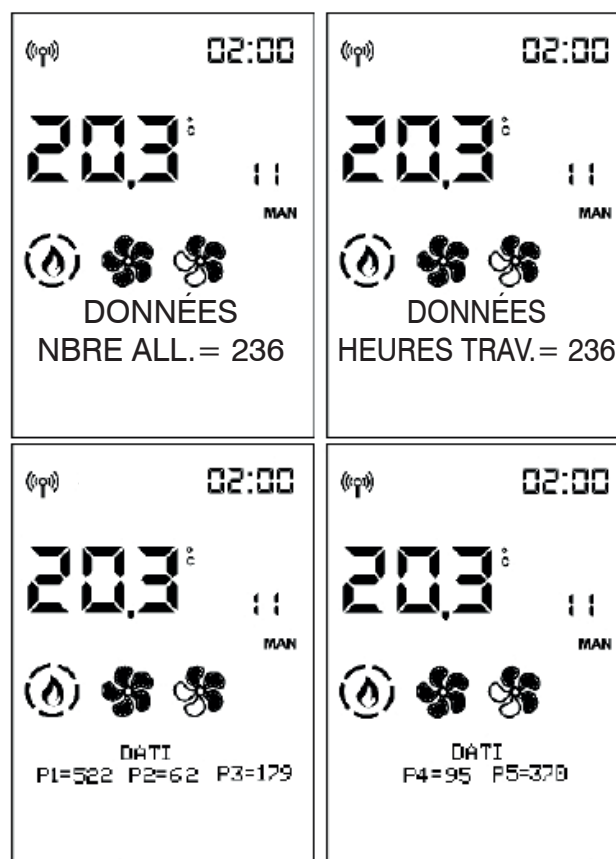 02:00
20,3 °C
11
MAN
DONNÉES
NBRE ALL.= 236
02:00
20,3 °C
11
MAN
DONNÉES
HEURES TRAV.= 236
02:00
20,3 °C
11
MAN
DATI
P1=522 P2=62 P3=179
02:00
20,3 °C
11
MAN
DATI
P4=95 P5=370